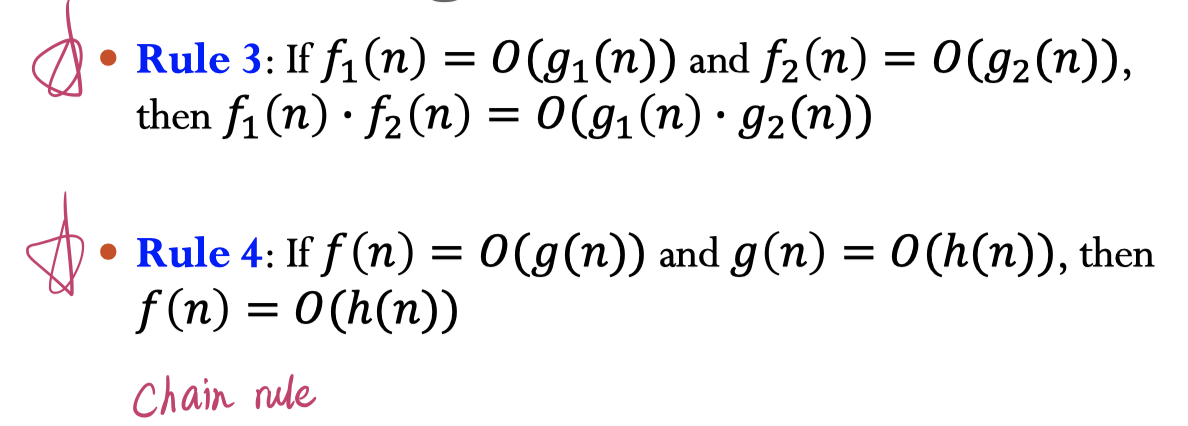 • Rule 3: If f₁(n) = O(g₁(n)) and f₂(n) = O(g₂(n)),
then f₁(n) · f₂(n) = O(g₁(n) · g₂(n))
• Rule 4: If f(n) = O(g(n)) and g(n) = O(h(n)), then
f(n) = O(h(n))
Chain rule